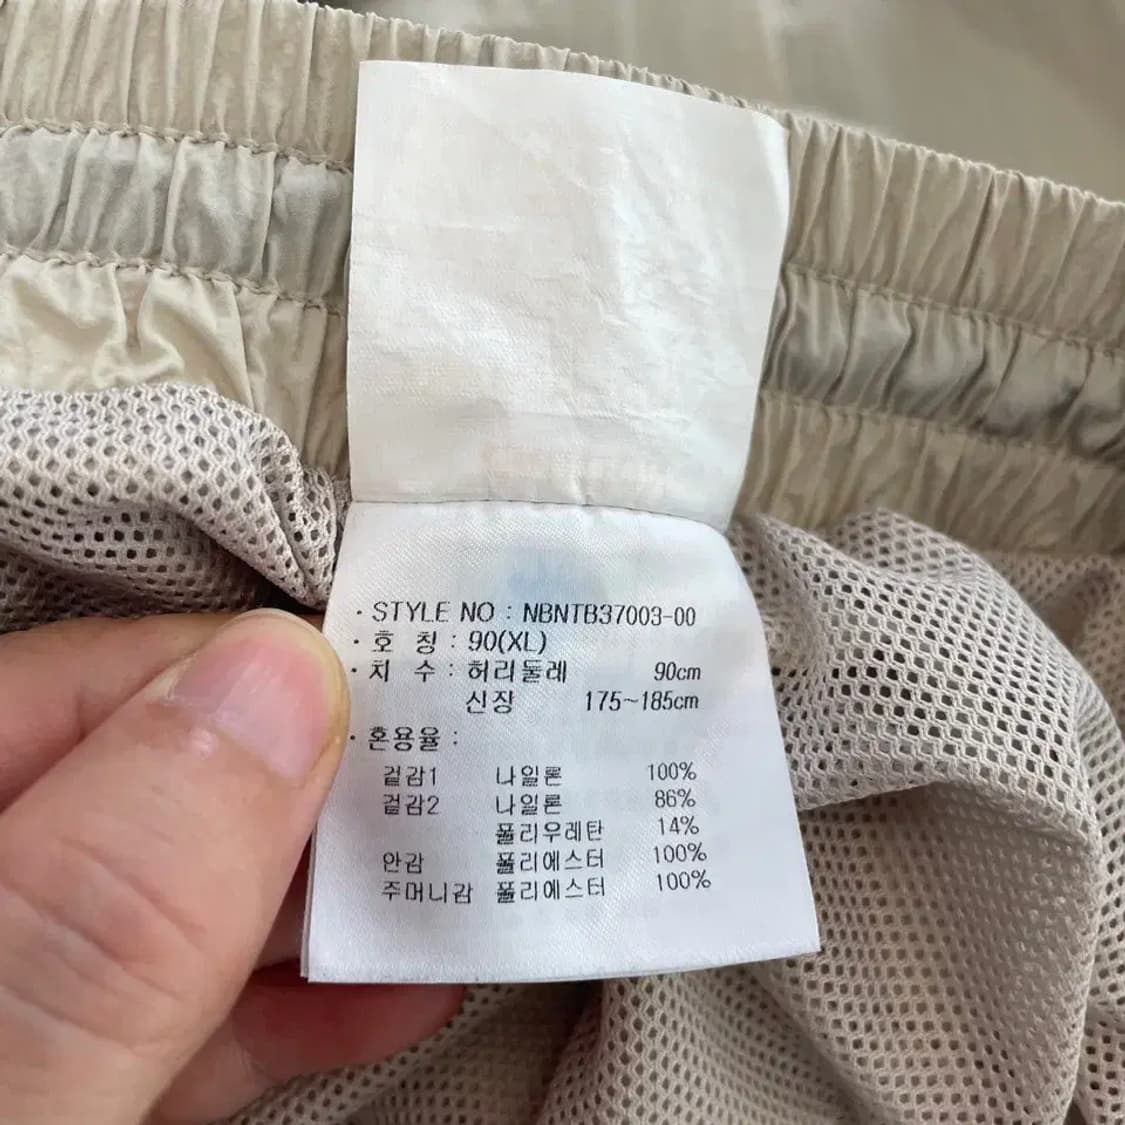 · STYLE NO : NBNTB37003-00
· 호 칭 : 90(XL)
· 치 수 : 허리둘레 90cm
신장 175~185cm
· 혼용율 :
겉감1 나일론 100%
겉감2 나일론 86%
폴리우레탄 14%
안감 폴리에스터 100%
주머니감 폴리에스터 100%